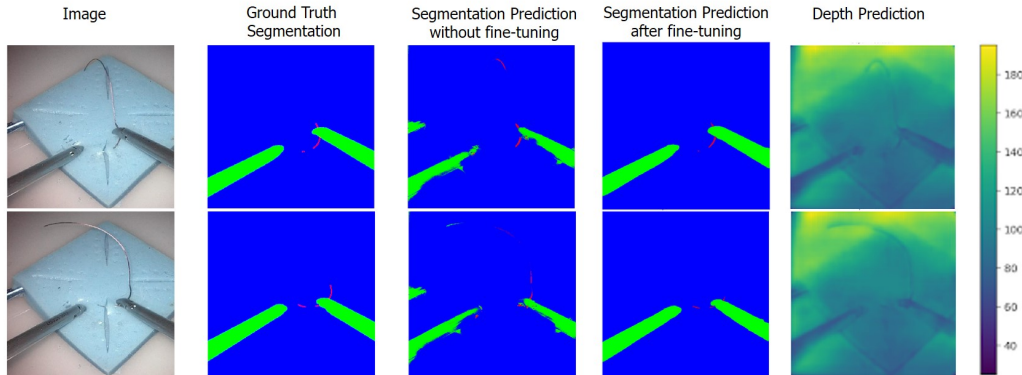 Image
Ground Truth
Segmentation
Segmentation Prediction
without fine-tuning
Segmentation Prediction
after fine-tuning
Depth Prediction
180
160
140
120
100
80
60
40